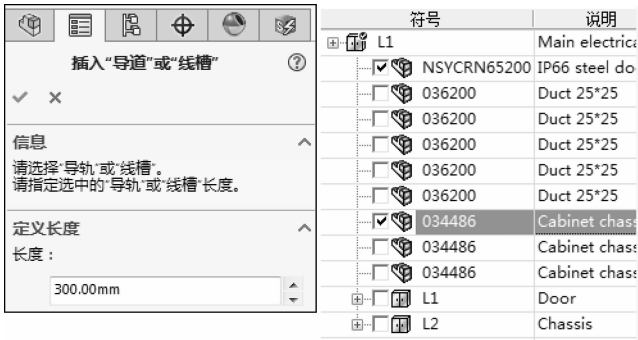 插入“导道”或“线槽”
信息
请选择“导轨”或“线槽”。
请指定选中的“导轨”或“线槽”长度。
定义长度
长度：
300.00mm
符号 说明
L1 Main electrica
NSYCRN65200 IP66 steel do
036200 Duct 25*25
036200 Duct 25*25
036200 Duct 25*25
036200 Duct 25*25
036200 Duct 25*25
034486 Cabinet chass
034486 Cabinet chass
034486 Cabinet chass
L1 Door
L2 Chassis